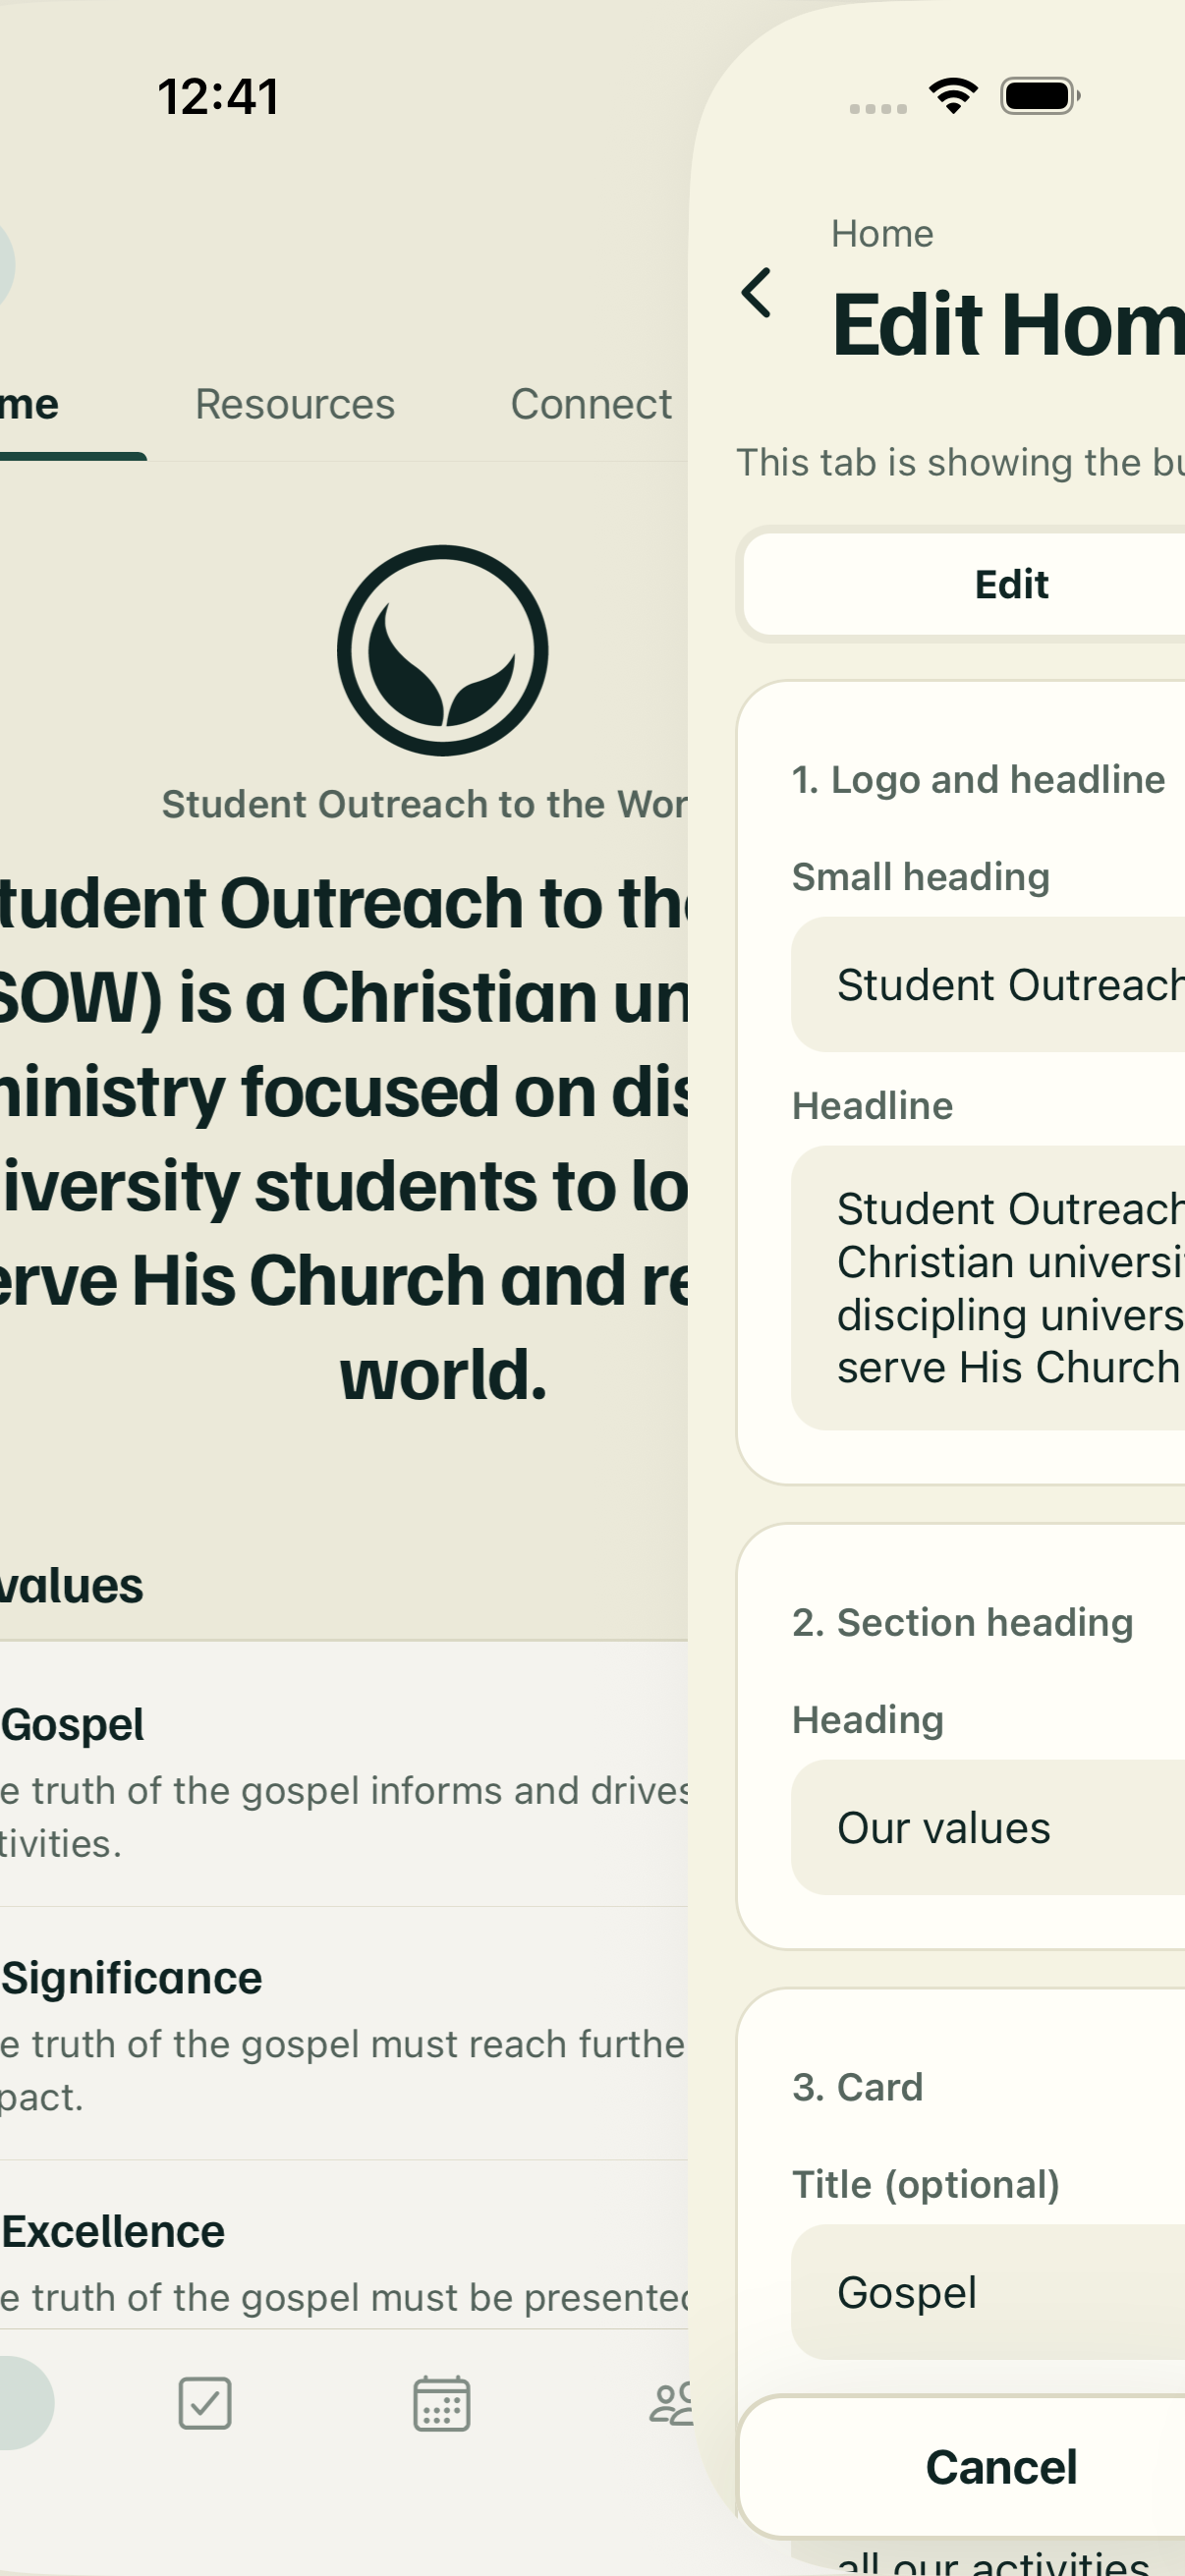 12:41
me
Resources
Connect
Student Outreach to the Wor
tudent Outreach to the
SOW) is a Christian un
ministry focused on dis
iversity students to lo
erve His Church and re
world.
values
Gospel
e truth of the gospel informs and drives
tivities.
Significance
e truth of the gospel must reach furthe
pact.
Excellence
e truth of the gospel must be presented
Home
Edit Hom
This tab is showing the bu
Edit
1. Logo and headline
Small heading
Student Outreach
Headline
Student Outreach
Christian universit
discipling univers
serve His Church
2. Section heading
Heading
Our values
3. Card
Title (optional)
Gospel
Cancel
all our activities